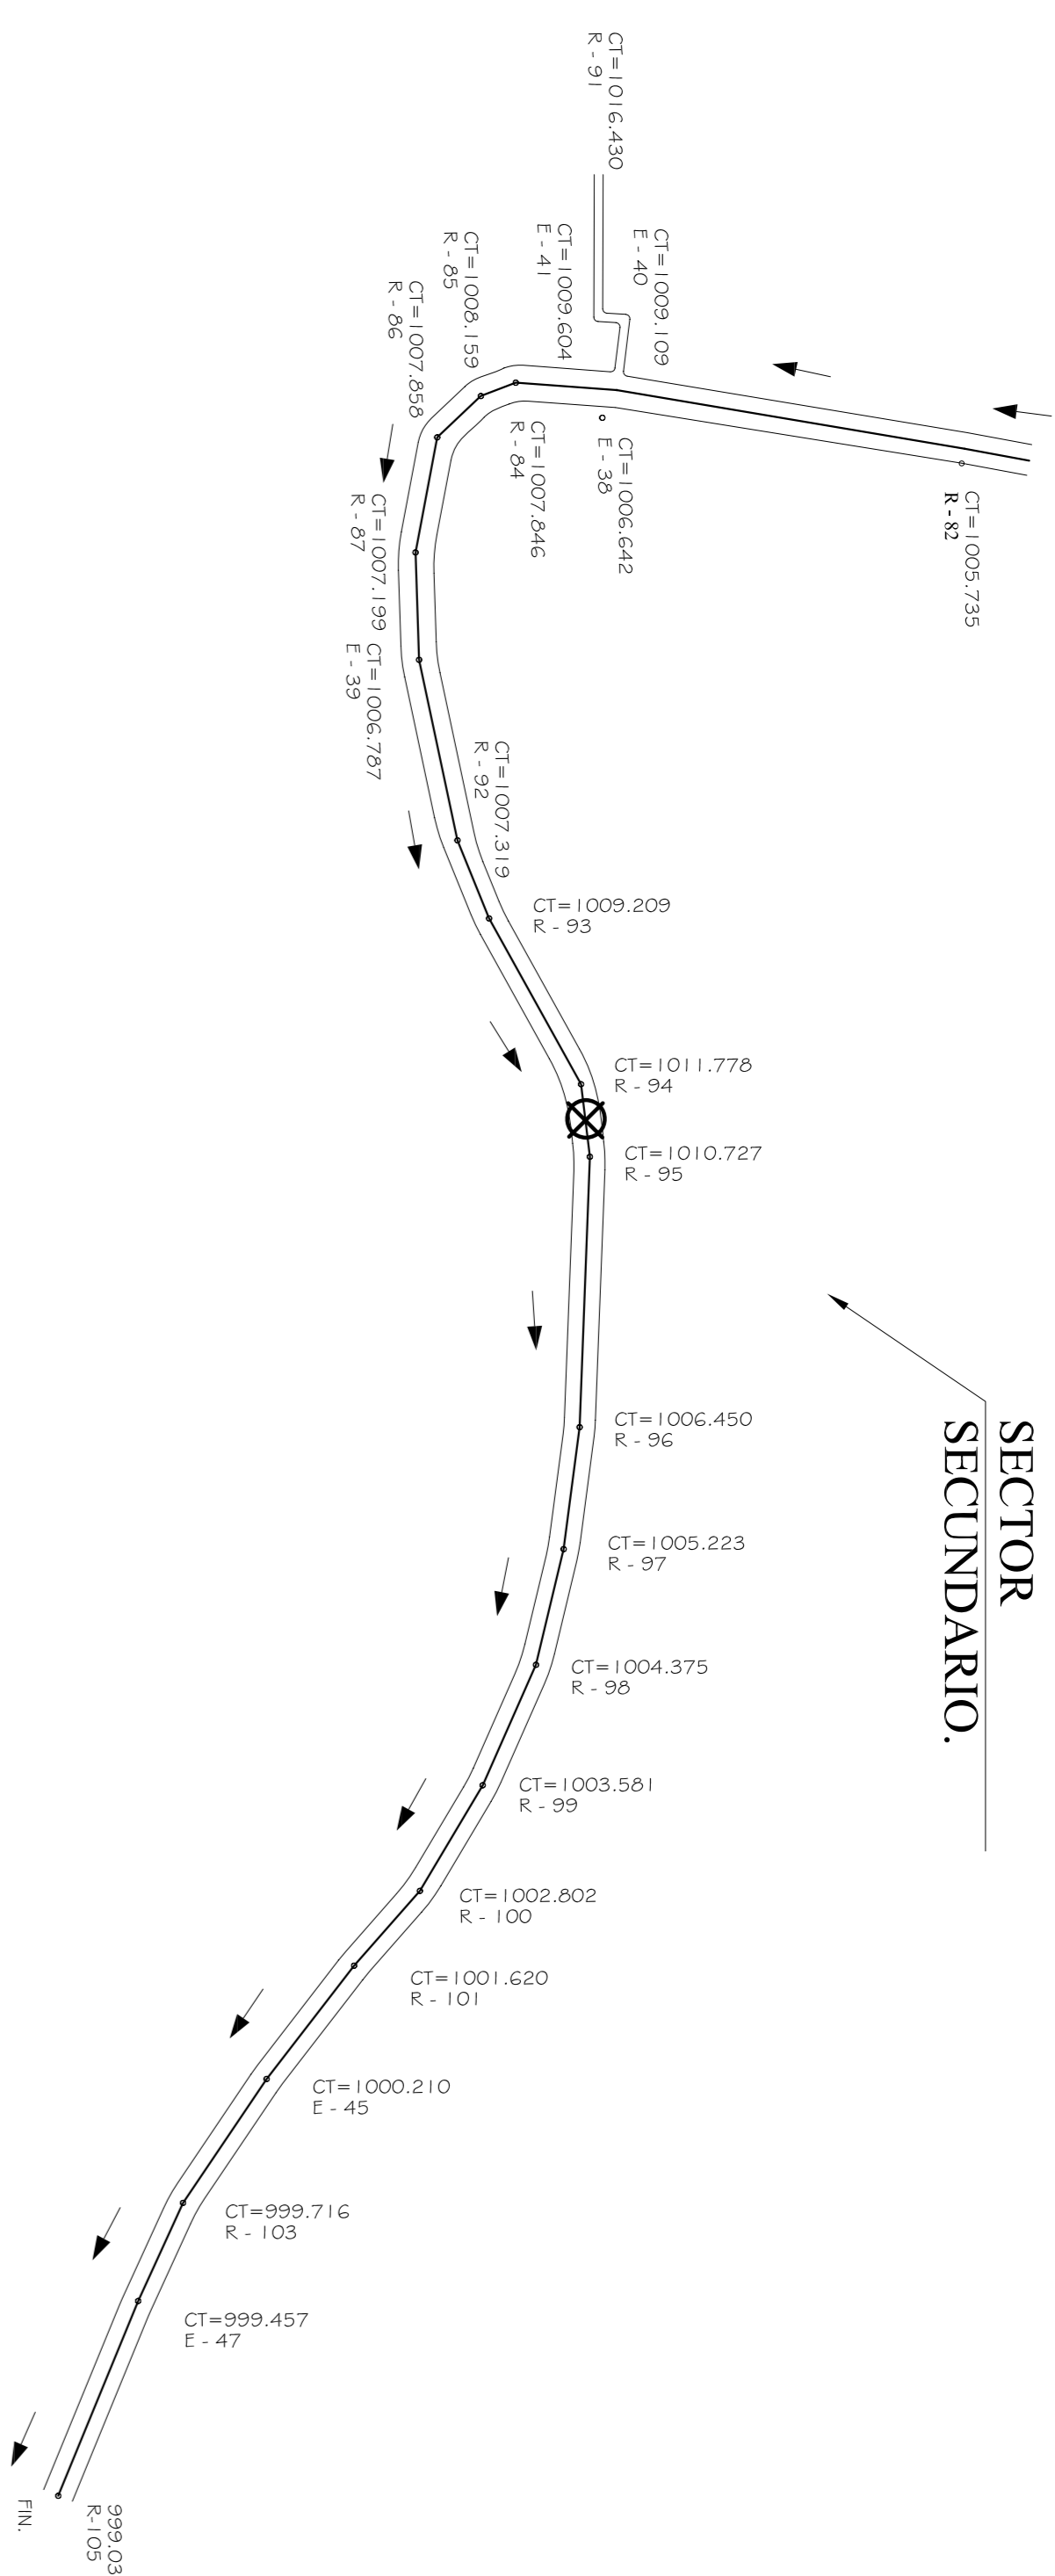 CT=1016.430
R - 91
CT=1009.109
E - 40
CT=1009.604
E - 41
CT=1008.159
R - 85
CT=1007.858
R - 86
CT=1006.642
E - 38
CT=1007.846
R - 84
CT=1005.735
R - 82
CT=1007.199
R - 87
CT=1006.787
E - 39
CT=1007.319
R - 92
CT=1009.209
R - 93
CT=1011.778
R - 94
CT=1010.727
R - 95
SECTOR
SECUNDARIO.
CT=1006.450
R - 96
CT=1005.223
R - 97
CT=1004.375
R - 98
CT=1003.581
R - 99
CT=1002.802
R - 100
CT=1001.620
R - 101
CT=1000.210
E - 45
CT=999.716
R - 103
CT=999.457
E - 47
999.03
R-105
FIN.